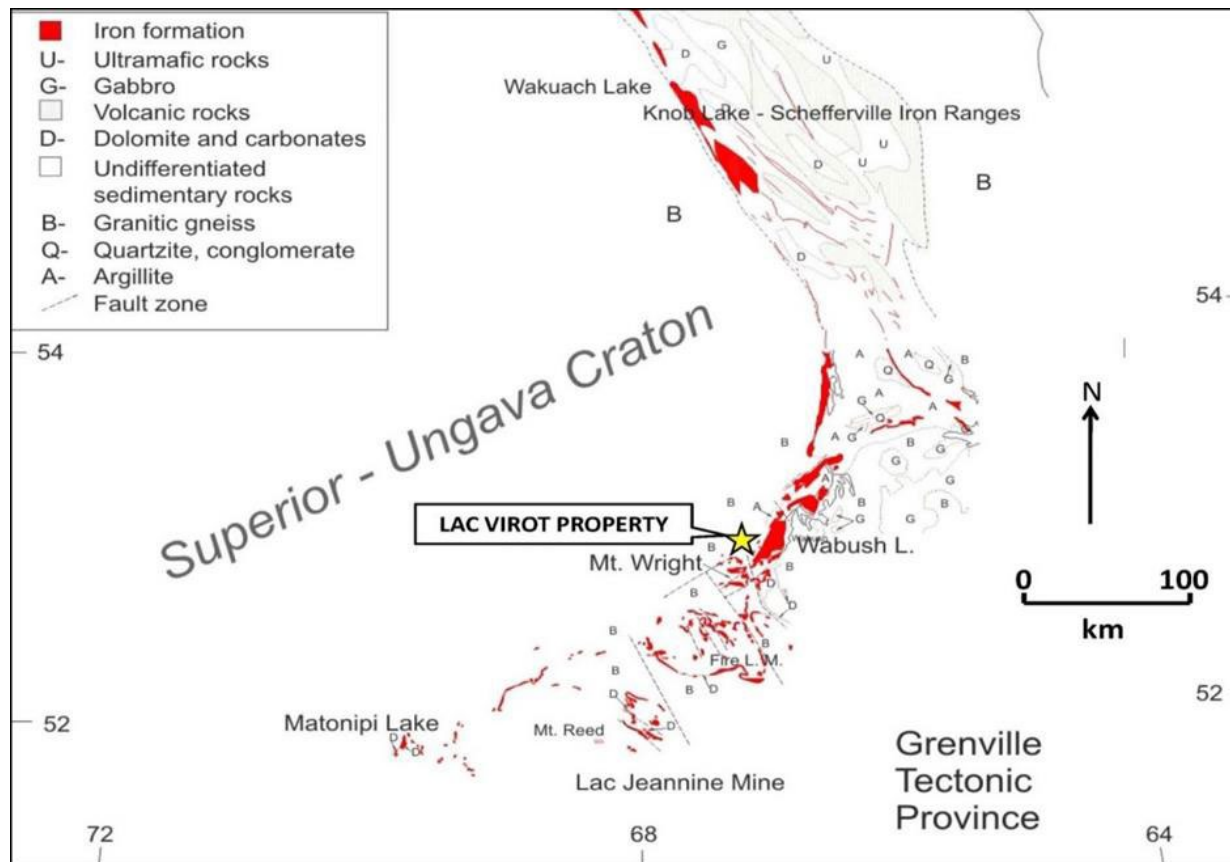 Iron formation
U- Ultramafic rocks
G- Gabbro
Volcanic rocks
D- Dolomite and carbonates
Undifferentiated
sedimentary rocks
B- Granitic gneiss
Q- Quartzite, conglomerate
A- Argillite
Fault zone
D
G
U
Wakuach Lake
D
Knob Lake - Schefferville Iron Ranges
U
D
U
B
B
D
54
54
Superior - Ungava Craton
A
A
B
Q
Q
G
A
G
A
Q
N
B
A
G
B
G
G
A
G
B
A
B
G
G
B
LAC VIROT PROPERTY
B
Wabush L.
Mt. Wright
B
D
B
D
0
100
km
B
B
Fire L. M.
B
B
D
52
52
D
Matonipi Lake
Mt. Reed
D
D
D
Lac Jeannine Mine
Grenville
Tectonic
Province
72
68
64